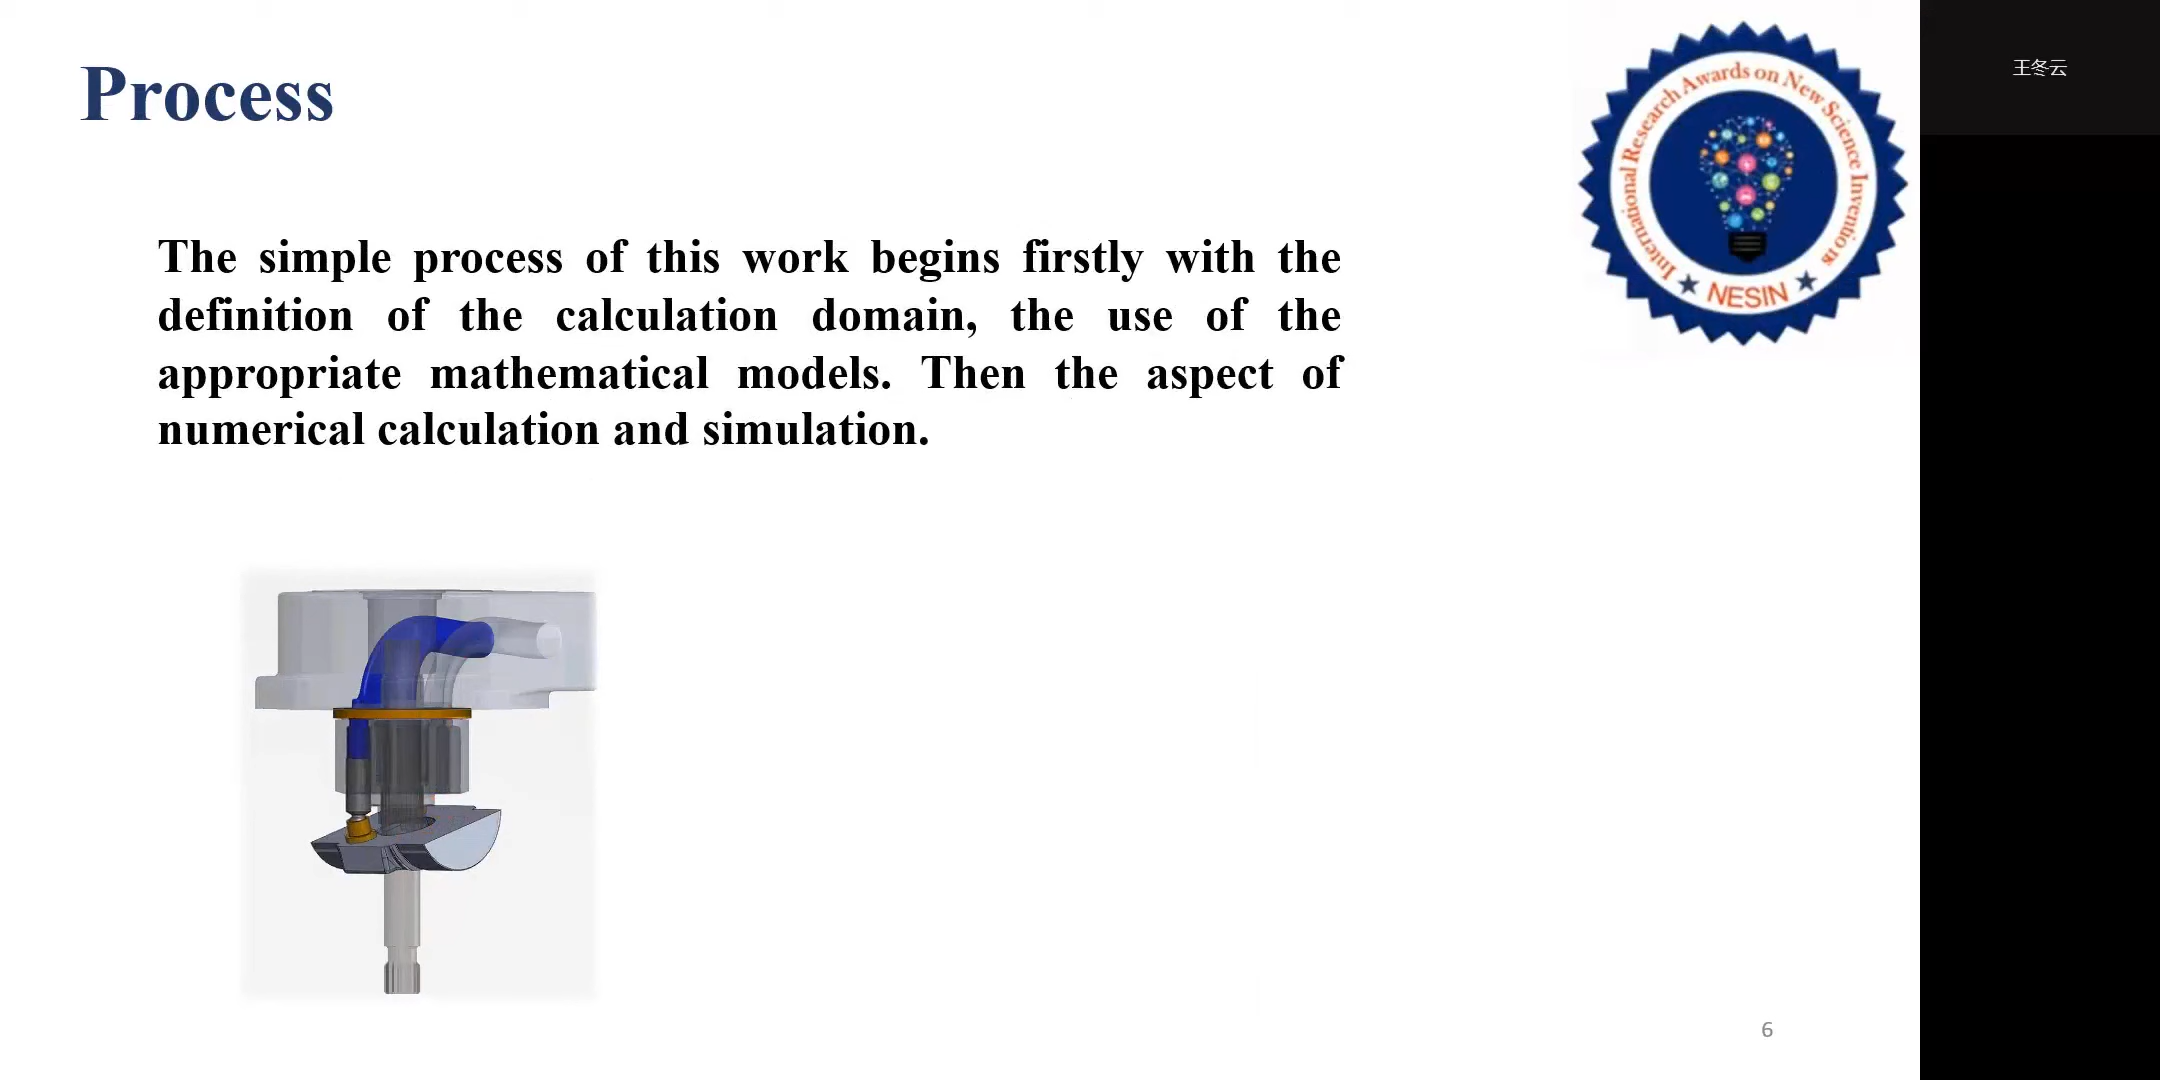 Process
International Research Awards on New Science Inventions
NESIN
王冬云
The simple process of this work begins firstly with the
definition of the calculation domain, the use of the
appropriate mathematical models. Then the aspect of
numerical calculation and simulation.
6